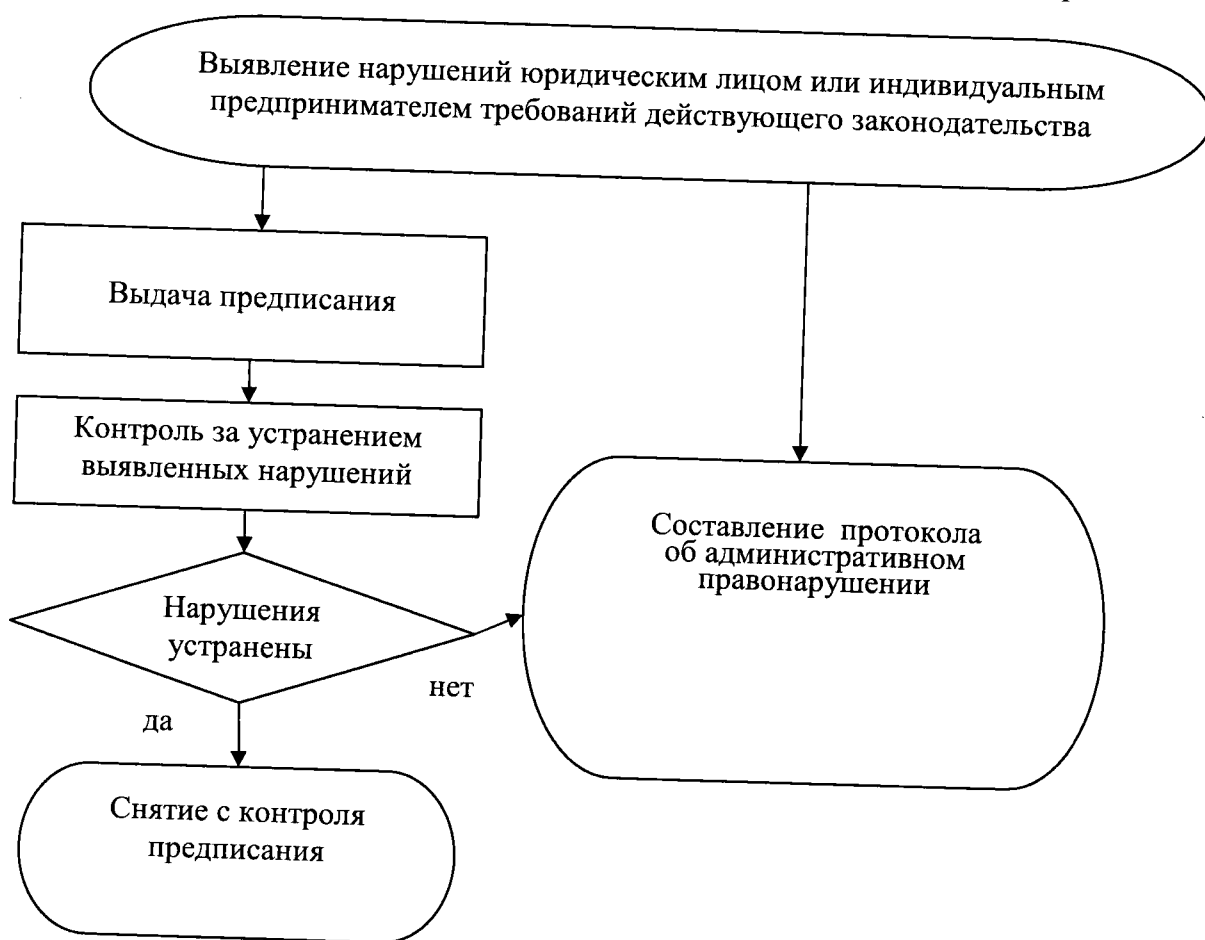 Выявление нарушений юридическим лицом или индивидуальным
предпринимателем требований действующего законодательства
Выдача предписания
Контроль за устранением
выявленных нарушений
Составление протокола
об административном
правонарушении
Нарушения
устранены
нет
да
Снятие с контроля
предписания